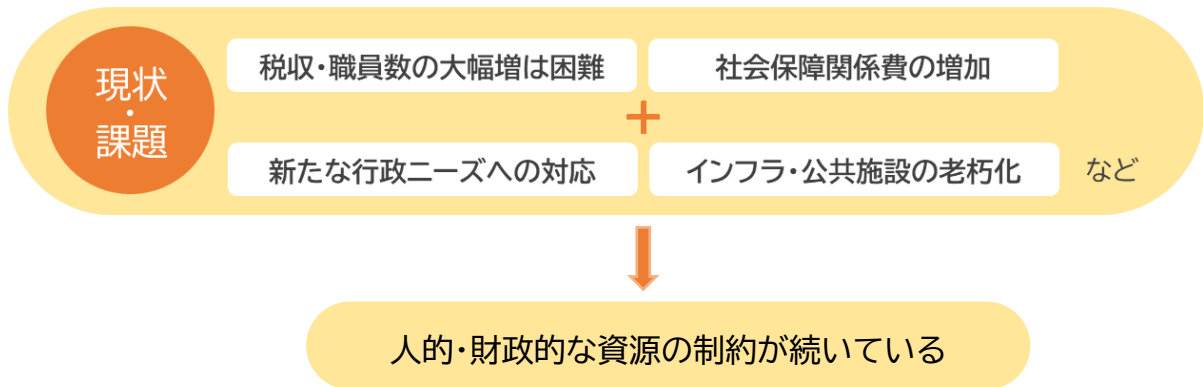 現状
・
課題
税収・職員数の大幅増は困難
社会保障関係費の増加
+
新たな行政ニーズへの対応
インフラ・公共施設の老朽化
など
人的・財政的な資源の制約が続いている